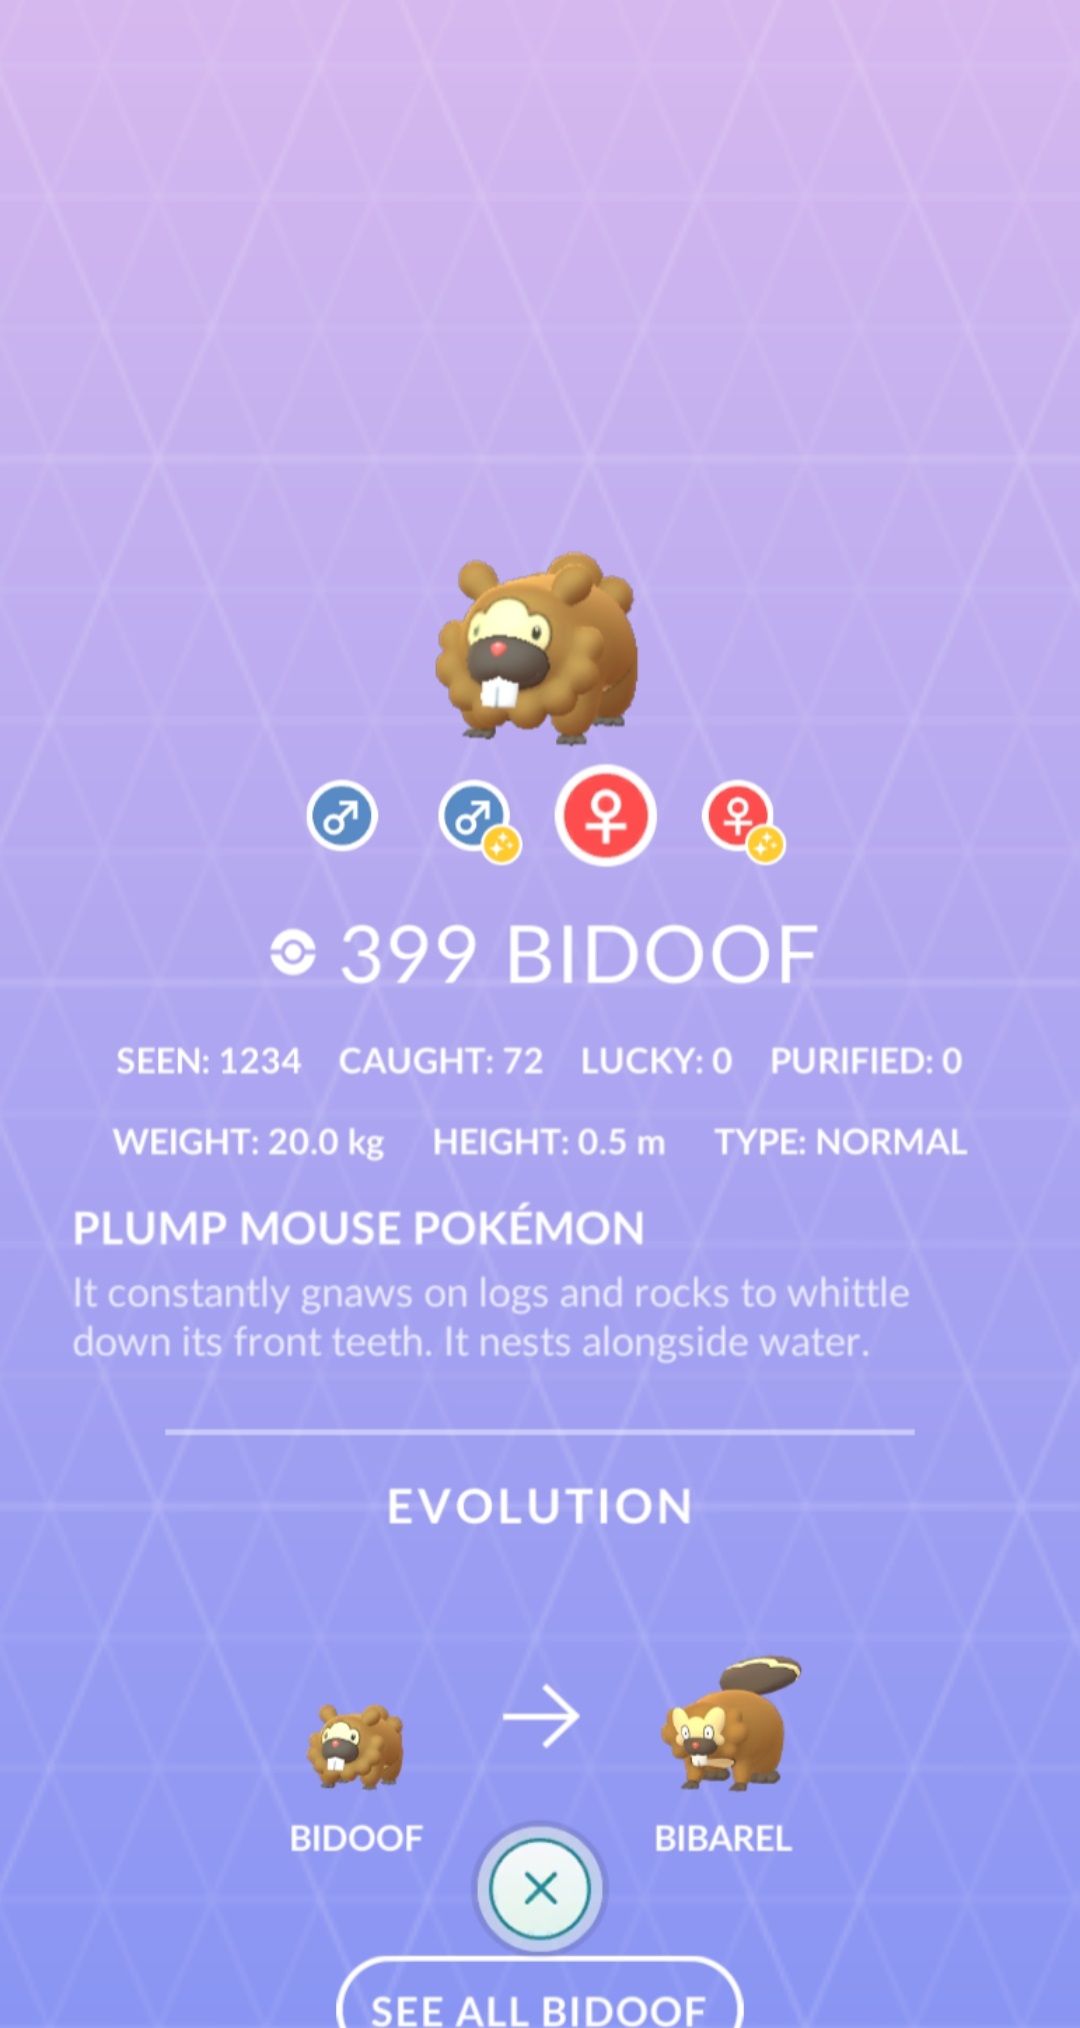 399 BIDOOF
SEEN: 1234 CAUGHT: 72 LUCKY: 0 PURIFIED: 0
WEIGHT: 20.0 kg HEIGHT: 0.5 m TYPE: NORMAL
PLUMP MOUSE POKÉMON
It constantly gnaws on logs and rocks to whittle
down its front teeth. It nests alongside water.
EVOLUTION
BIDOOF BIBAREL
SEE ALL BIDOOF